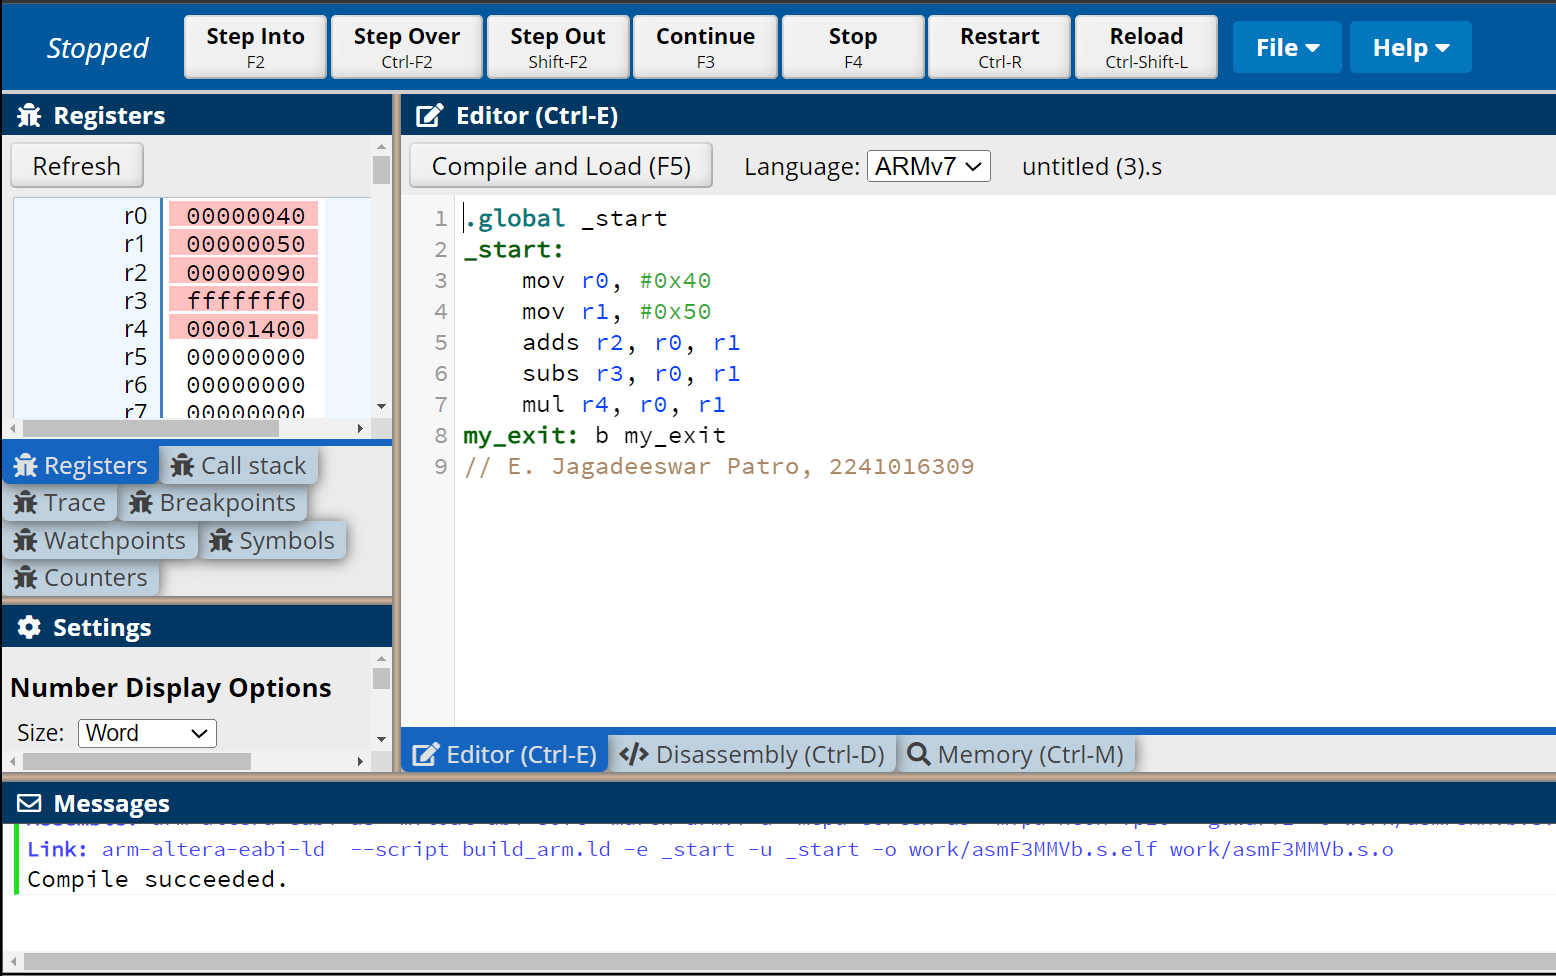 Stopped
Step Into
F2
Step Over
Ctrl-F2
Step Out
Shift-F2
Continue
F3
Stop
F4
Restart
Ctrl-R
Reload
Ctrl-Shift-L
File
Help
Registers
Refresh
r0 00000040
r1 00000050
r2 00000090
r3 fffffff0
r4 00001400
r5 00000000
r6 00000000
r7 00000000
Registers
Call stack
Trace
Breakpoints
Watchpoints
Symbols
Counters
Settings
Number Display Options
Size: Word
Editor (Ctrl-E)
Compile and Load (F5) Language: ARMv7 untitled (3).s
1 .global _start
2 _start:
3 mov r0, #0x40
4 mov r1, #0x50
5 adds r2, r0, r1
6 subs r3, r0, r1
7 mul r4, r0, r1
8 my_exit: b my_exit
9 // E. Jagadeeswar Patro, 2241016309
Editor (Ctrl-E)
Disassembly (Ctrl-D)
Memory (Ctrl-M)
Messages
Link: arm-altera-eabi-ld --script build_arm.ld -e _start -u _start -o work/asmF3MMVb.s.elf work/asmF3MMVb.s.o
Compile succeeded.